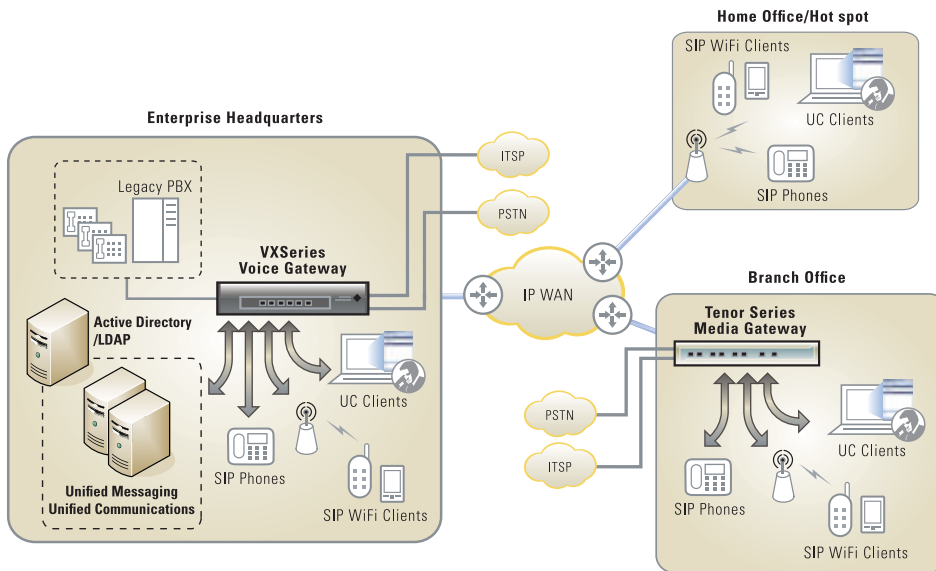 Enterprise Headquarters
Legacy PBX
VXSeries
Voice Gateway
Active Directory
/LDAP
Unified Messaging
Unified Communications
SIP Phones
UC Clients
SIP WiFi Clients
ITSP
PSTN
IP WAN
Home Office/Hot spot
SIP WiFi Clients
UC Clients
SIP Phones
Branch Office
Tenor Series
Media Gateway
PSTN
ITSP
UC Clients
SIP Phones
SIP WiFi Clients